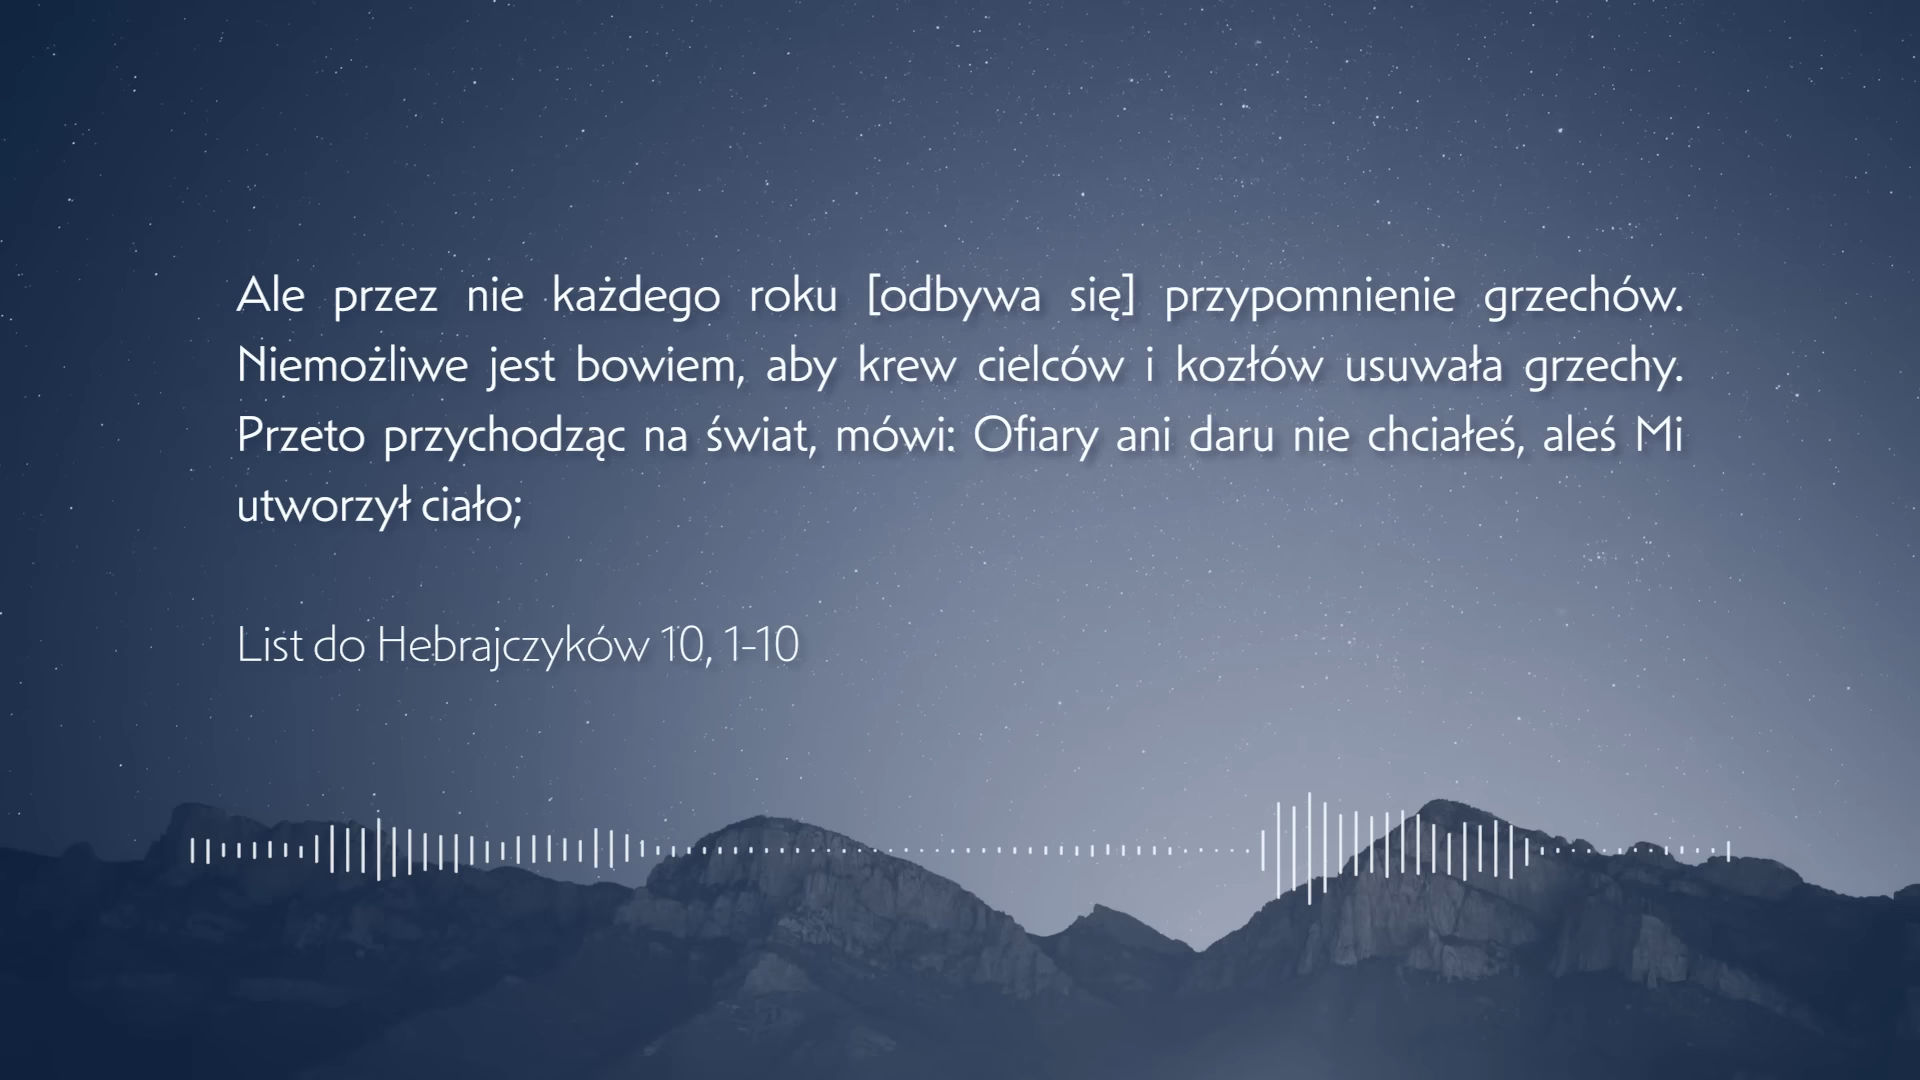 Ale przez nie każdego roku [odbywa się] przypomnienie grzechów.
Niemożliwe jest bowiem, aby krew cielców i kozłów usuwała grzechy.
Przeto przychodząc na świat, mówi: Ofiary ani daru nie chciałeś, aleś Mi
utworzył ciało;
List do Hebrajczyków 10, 1-10